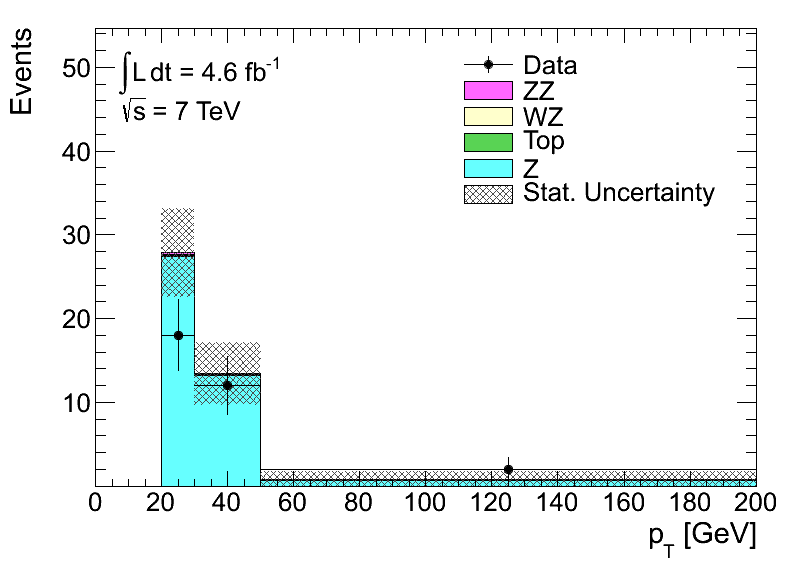 Events
50
40
30
20
10
∫L dt = 4.6 fb⁻¹
√s = 7 TeV
Data
ZZ
WZ
Top
Z
Stat. Uncertainty
0 20 40 60 80 100 120 140 160 180 200
p_T [GeV]